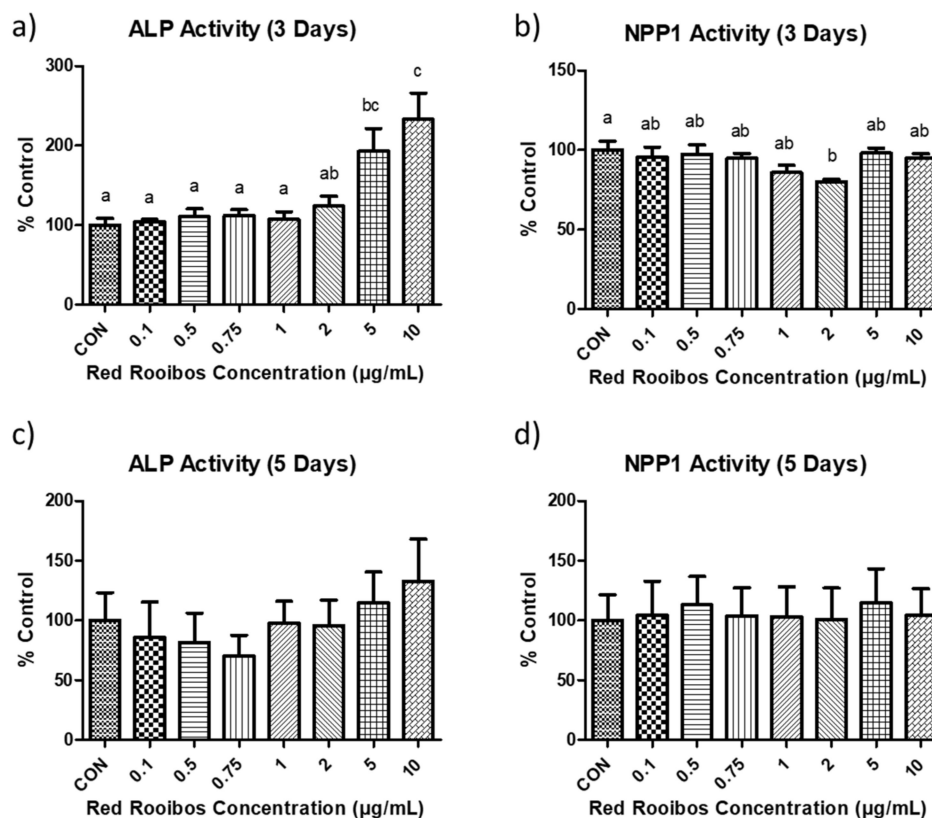 a)
ALP Activity (3 Days)
% Control
300
200
100
0
a a a a a ab bc c
CON 0.1 0.5 0.75 1 2 5 10
Red Rooibos Concentration (µg/mL)
b)
NPP1 Activity (3 Days)
% Control
150
100
50
0
a ab ab ab ab b ab ab
CON 0.1 0.5 0.75 1 2 5 10
Red Rooibos Concentration (µg/mL)
c)
ALP Activity (5 Days)
% Control
200
150
100
50
0
CON 0.1 0.5 0.75 1 2 5 10
Red Rooibos Concentration (µg/mL)
d)
NPP1 Activity (5 Days)
% Control
200
150
100
50
0
CON 0.1 0.5 0.75 1 2 5 10
Red Rooibos Concentration (µg/mL)